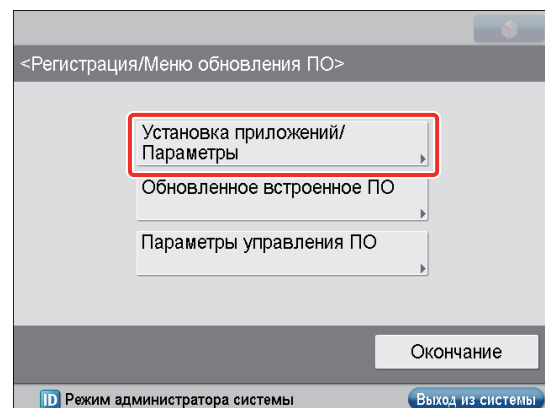 <Регистрация/Меню обновления ПО>
Установка приложений/
Параметры
Обновленное встроенное ПО
Параметры управления ПО
Окончание
ID Режим администратора системы
Выход из системы